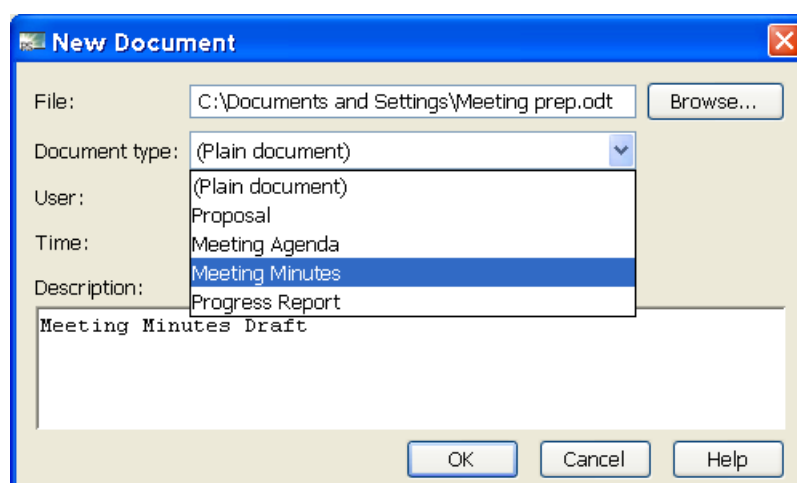 New Document
File: C:\Documents and Settings\Meeting prep.odt Browse...
Document type: (Plain document)
(Plain document)
User:
Proposal
Time: Meeting Agenda
Meeting Minutes
Description:
Progress Report
Meeting Minutes Draft
OK Cancel Help